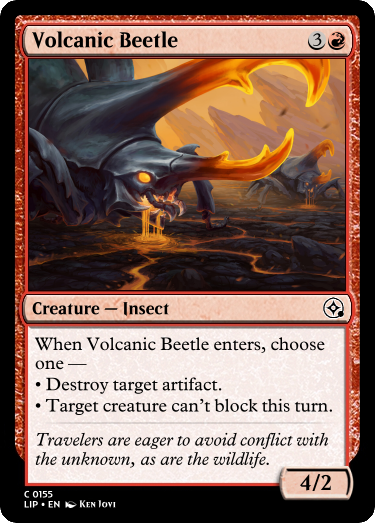 Volcanic Beetle 3
Creature — Insect
When Volcanic Beetle enters, choose
one —
• Destroy target artifact.
• Target creature can't block this turn.
Travelers are eager to avoid conflict with
the unknown, as are the wildlife.
4/2
C 0155
LIP • EN KEN JOVI